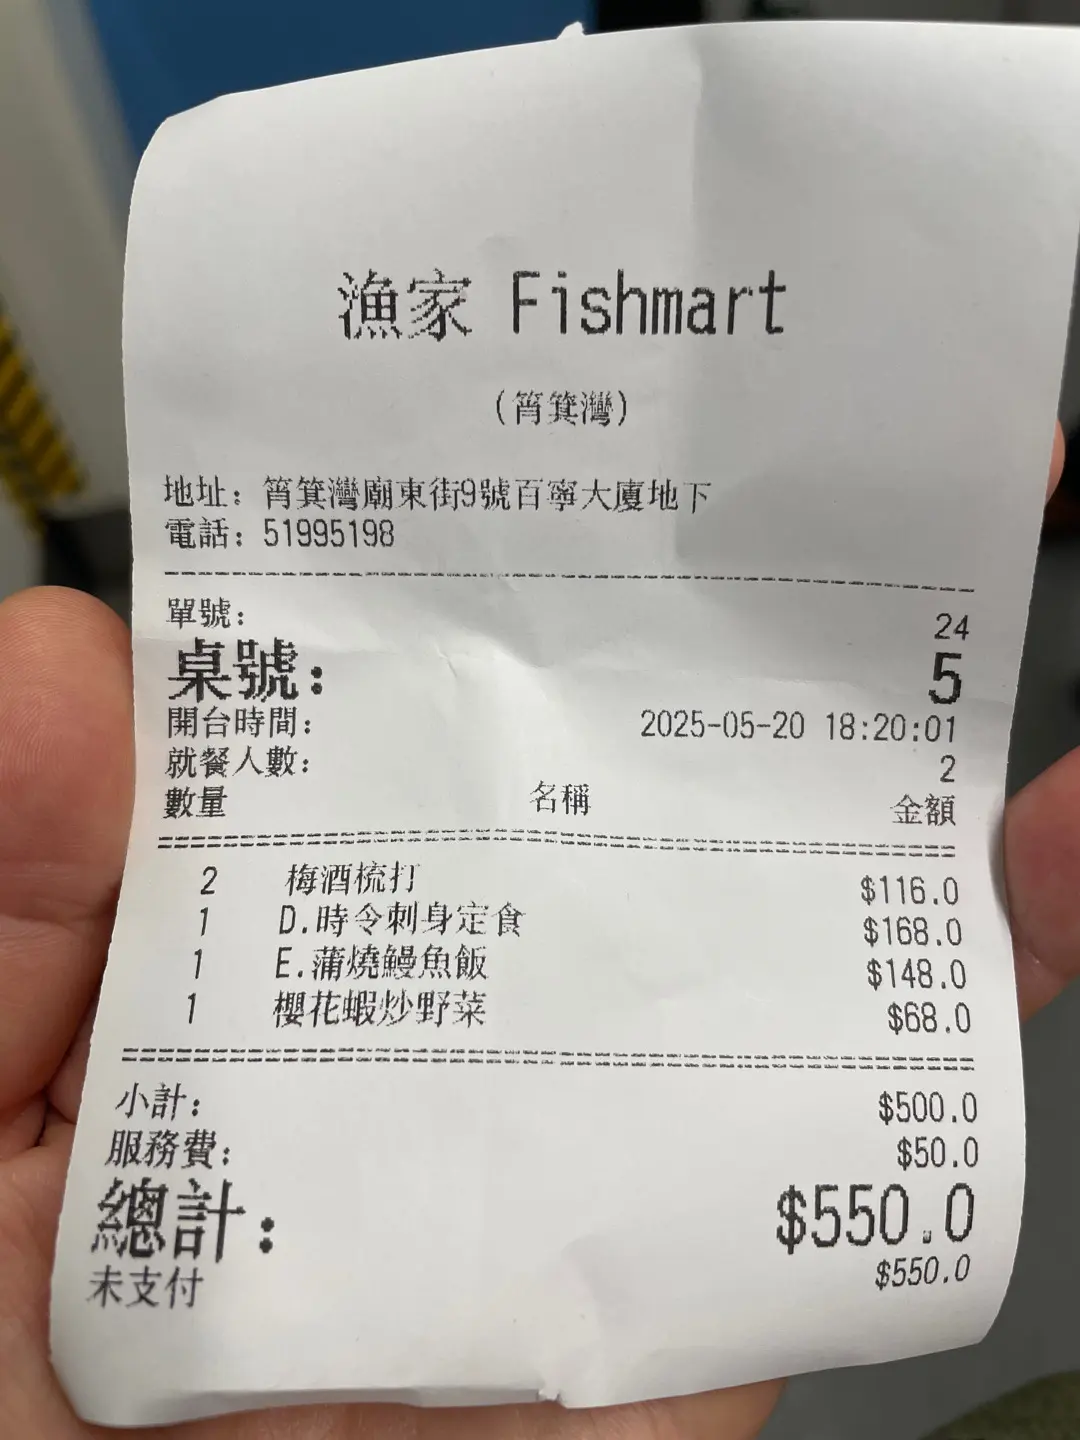 漁家 Fishmart
(筲箕灣)
地址: 筲箕灣廟東街9號百寧大廈地下
電話: 51995198
單號: 24
桌號: 5
開台時間: 2025-05-20 18:20:01
就餐人數: 2
數量 名稱 金額
2 梅酒梳打 $116.0
1 D.時令刺身定食 $168.0
1 E.蒲燒鰻魚飯 $148.0
1 櫻花蝦炒野菜 $68.0
小計: $500.0
服務費: $50.0
總計: $550.0
未支付 $550.0